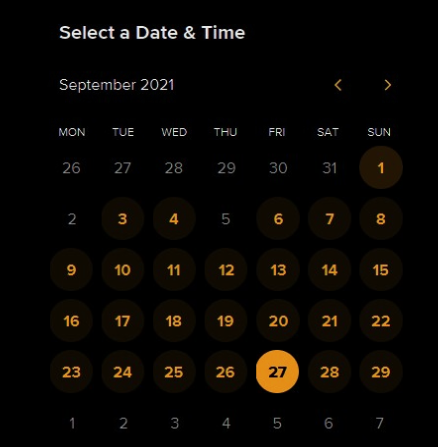 Select a Date & Time
September 2021
MON TUE WED THU FRI SAT SUN
26 27 28 29 30 31 1
2 3 4 5 6 7 8
9 10 11 12 13 14 15
16 17 18 19 20 21 22
23 24 25 26 27 28 29
1 2 3 4 5 6 7